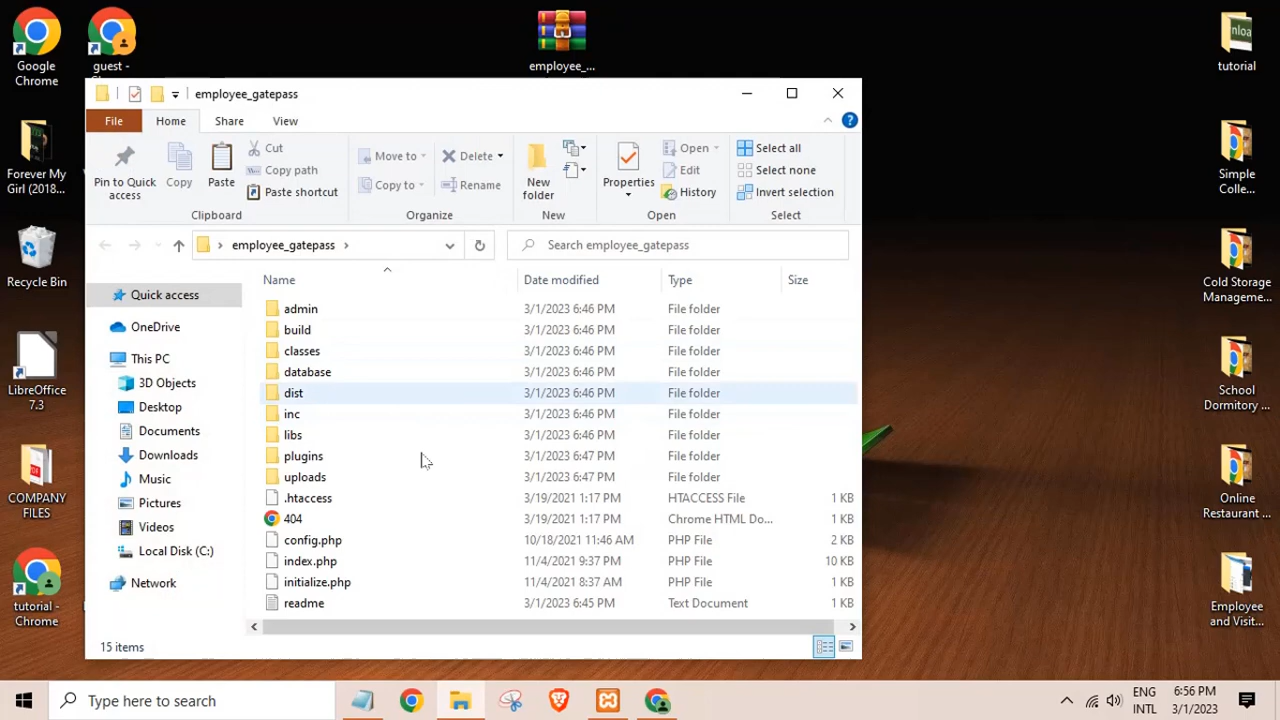 Google
Chrome
guest -
employee_...
nloa
tutorial
employee_gatepass
File
Home
Share
View
Pin to Quick
access
Copy
Paste
Cut
Copy path
Paste shortcut
Clipboard
Move to
Copy to
Delete
Rename
Organize
New
folder
New
Properties
Open
Edit
History
Open
Select all
Select none
Invert selection
Select
employee_gatepass
Search employee_gatepass
Name
Date modified
Type
Size
Quick access
OneDrive
This PC
3D Objects
Desktop
Documents
Downloads
Music
Pictures
Videos
Local Disk (C:)
Network
admin 3/1/2023 6:46 PM File folder
build 3/1/2023 6:46 PM File folder
classes 3/1/2023 6:46 PM File folder
database 3/1/2023 6:46 PM File folder
dist 3/1/2023 6:46 PM File folder
inc 3/1/2023 6:46 PM File folder
libs 3/1/2023 6:46 PM File folder
plugins 3/1/2023 6:47 PM File folder
uploads 3/1/2023 6:47 PM File folder
.htaccess 3/19/2021 1:17 PM HTACCESS File 1 KB
404 3/19/2021 1:17 PM Chrome HTML Do... 1 KB
config.php 10/18/2021 11:46 AM PHP File 2 KB
index.php 11/4/2021 9:37 PM PHP File 10 KB
initialize.php 11/4/2021 8:37 AM PHP File 1 KB
readme 3/1/2023 6:45 PM Text Document 1 KB
15 items
Forever My
Girl (2018...
Recycle Bin
LibreOffice
7.3
COMPANY
FILES
tutorial -
Chrome
Simple
Colle...
Cold Storage
Manageme...
School
Dormitory ...
Online
Restaurant ...
Employee
and Visit...
Type here to search
ENG
INTL
6:56 PM
3/1/2023